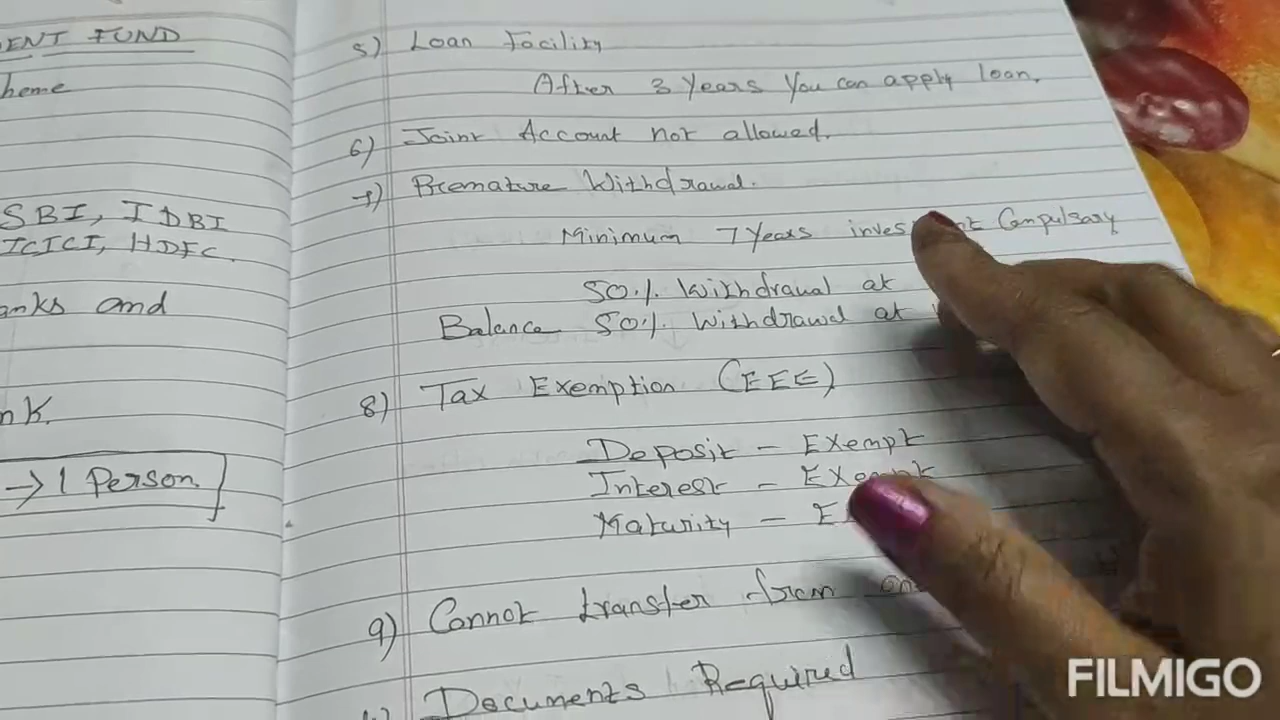 ENT FUND
heme
SBI, IDBI
ICICI, HDFC.
anks and
nk.
→ 1 Person.
5) Loan Facility
After 3 Years You can apply loan.
6) Joint Account not allowed.
7) Premature Withdrawal.
Minimum 7 Years Compulsary
50% Withdrawal at
Balance 50% Withdrawal at
8) Tax Exemption (EEE)
Deposit - Exempt
Interest - Exempt
Maturity -
9) Cannot transfer from
Documents Required
FILMIGO